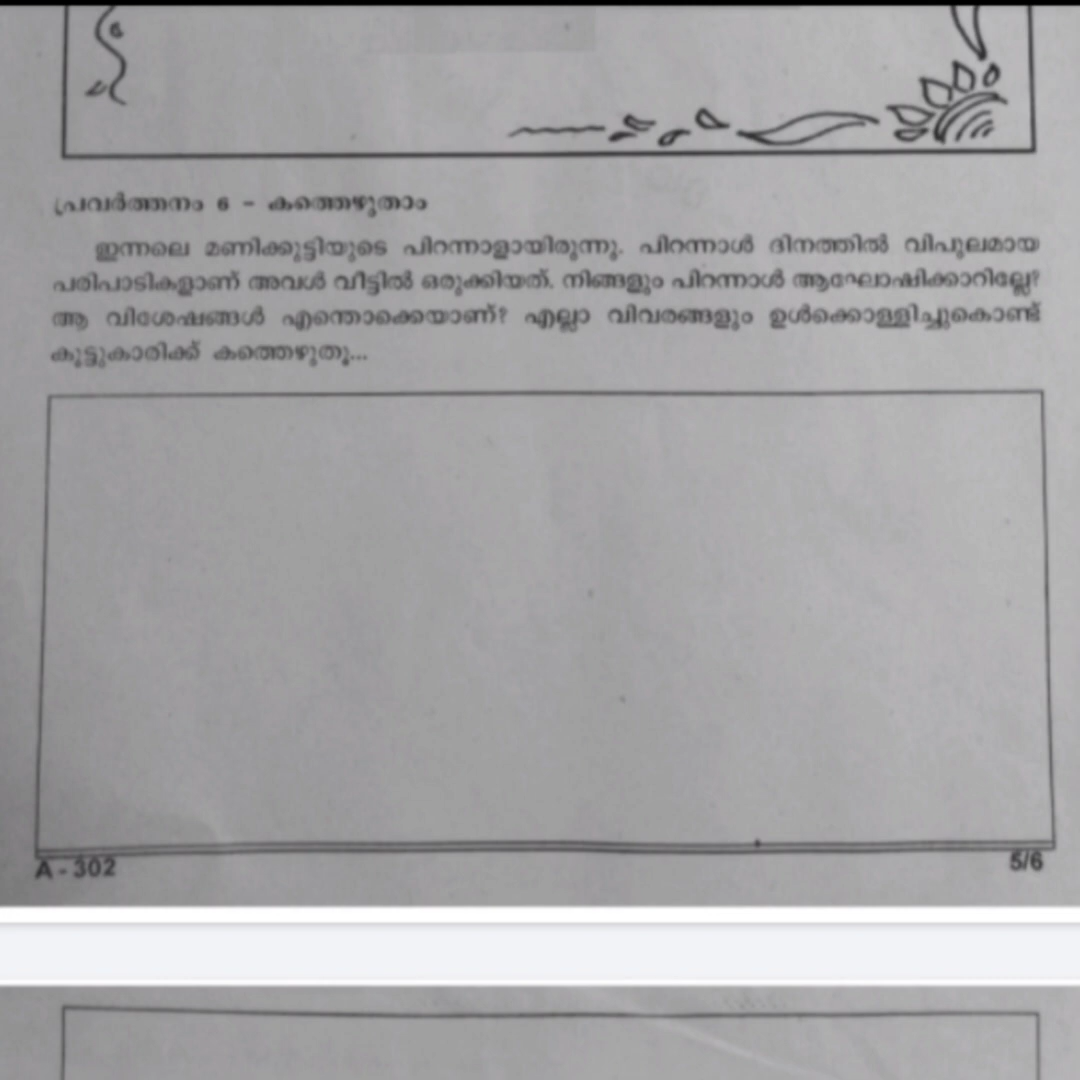 പ്രവർത്തനം 6 - കത്തെഴുതാം
ഇന്നലെ മണിക്കുട്ടിയുടെ പിറന്നാളായിരുന്നു. പിറന്നാൾ ദിനത്തിൽ വിപുലമായ
പരിപാടികളാണ് അവൾ വീട്ടിൽ ഒരുക്കിയത്. നിങ്ങളും പിറന്നാൾ ആഘോഷിക്കാറില്ലേ?
ആ വിശേഷങ്ങൾ എന്തൊക്കെയാണ്? എല്ലാ വിവരങ്ങളും ഉൾക്കൊള്ളിച്ചുകൊണ്ട്
കൂട്ടുകാരിക്ക് കത്തെഴുതൂ...
A - 302
5/6